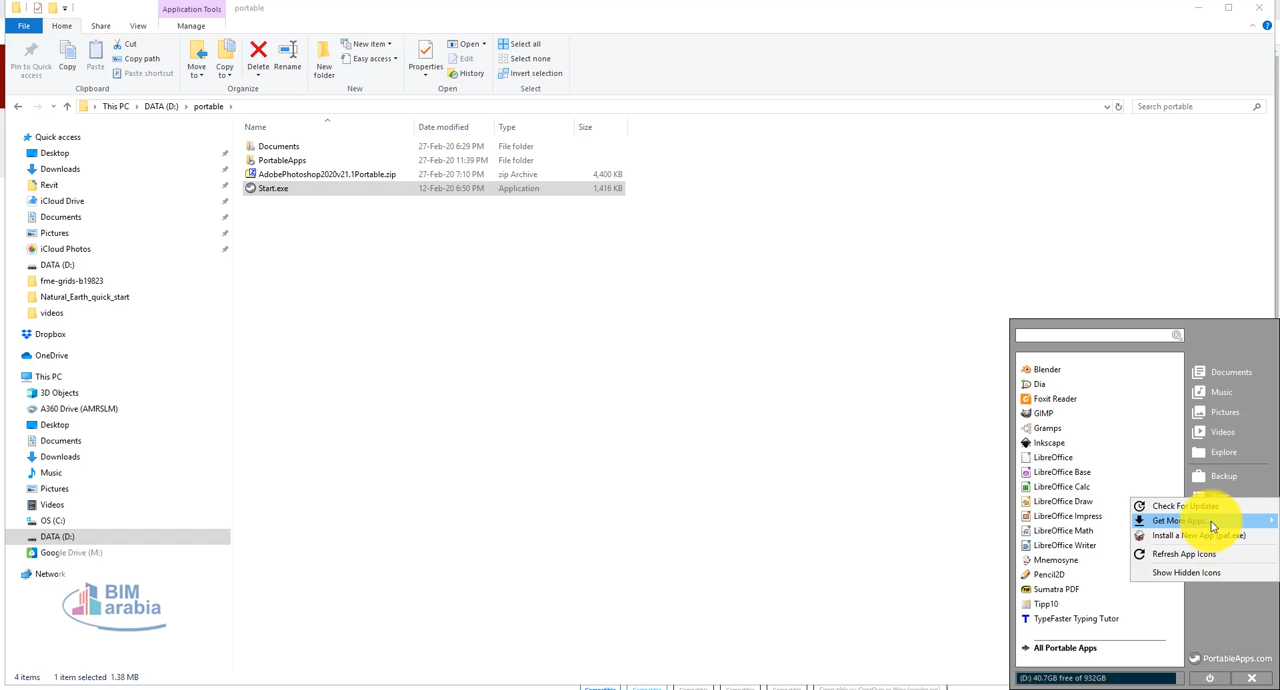 Application Tools portable
File Home Share View Manage
Pin to Quick access
Copy
Paste
Cut
Copy path
Paste shortcut
Clipboard
Move to
Copy to
Delete
Rename
Organize
New folder
New item
Easy access
New
Properties
Open
Edit
History
Open
Select all
Select none
Invert selection
Select
This PC > DATA (D:) > portable >
Search portable
Name Date modified Type Size
Documents 27-Feb-20 6:29 PM File folder
PortableApps 27-Feb-20 11:39 PM File folder
AdobePhotoshop2020v21.1Portable.zip 27-Feb-20 7:10 PM zip Archive 4,400 KB
Start.exe 12-Feb-20 6:50 PM Application 1,416 KB
Quick access
Desktop
Downloads
Revit
iCloud Drive
Documents
Pictures
iCloud Photos
DATA (D:)
fme-grids-b19823
Natural_Earth_quick_start
videos
Dropbox
OneDrive
This PC
3D Objects
A360 Drive (AMRSLM)
Desktop
Documents
Downloads
Music
Pictures
Videos
OS (C:)
DATA (D:)
Google Drive (M:)
Network
BIM
arabia
4 items 1 item selected 1.38 MB
Blender
Dia
Foxit Reader
GIMP
Gramps
Inkscape
LibreOffice
LibreOffice Base
LibreOffice Calc
LibreOffice Draw
LibreOffice Impress
LibreOffice Math
LibreOffice Writer
Mnemosyne
Pencil2D
Sumatra PDF
Tipp10
TypeFaster Typing Tutor
All Portable Apps
(D:) 40.7GB free of 932GB
Documents
Music
Pictures
Videos
Explore
Backup
Check For Updates
Get More Apps...
Install a New App (paf.exe)
Refresh App Icons
Show Hidden Icons
PortableApps.com